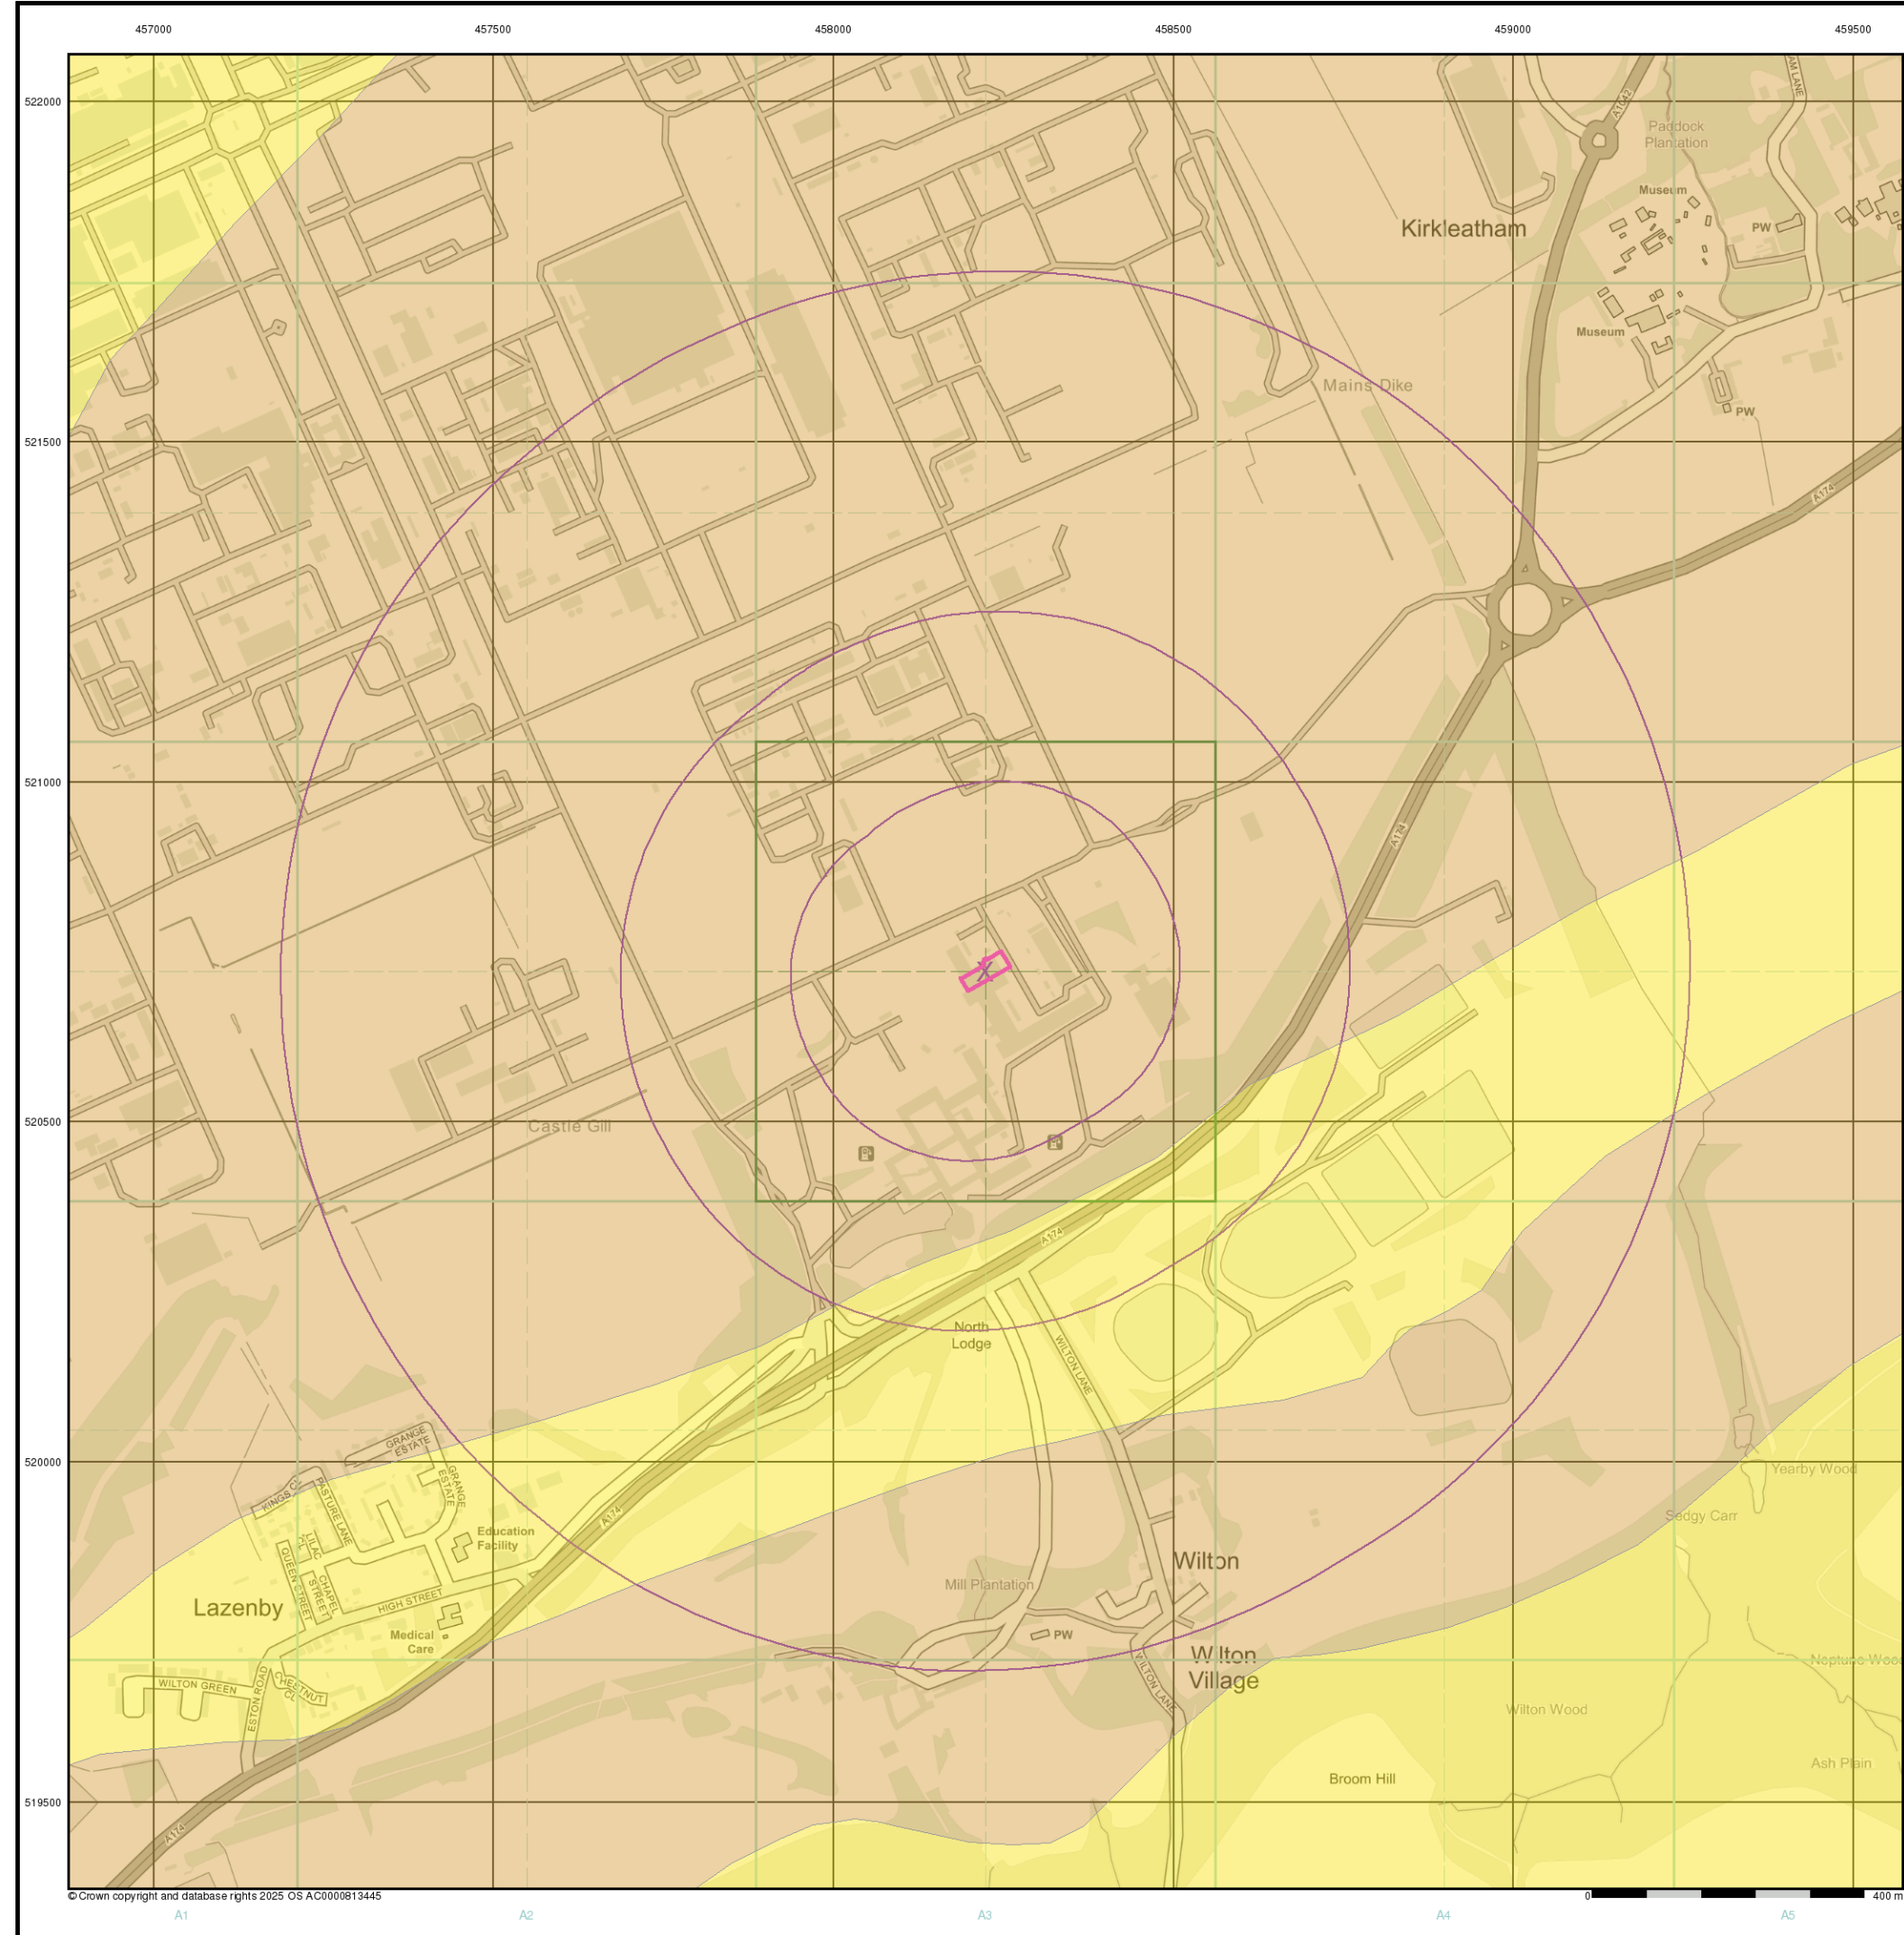 457000 457500 458000 458500 459000 459500
522000
A1042
AM LANE
Paddock
Plantation
Museum
PW
Kirkleatham
Museum
Mains Dike
PW
521500
A174
521000
A174
Castle Gill
520500
A174
North
Lodge
WILTON LANE
GRANGE
ESTATE
520000
GRANGE
ESTATE
KINGS CL
PASTURE LANE
Yearby Wood
A174
Sedgy Carr
Education
Facility
LILAC
CL
QUEEN STREET
CHAPEL
STREET
Wilton
Mill Plantation
HIGH STREET
Lazenby
Medical
Care
PW
Wilton
Village
WILTON LANE
Neptune Wood
WILTON GREEN
CHESTNUT
CL
ESTON ROAD
Wilton Wood
Ash Plain
Broom Hill
519500
A174
© Crown copyright and database rights 2025 OS AC0000813445
0 400 m
A1 A2 A3 A4 A5